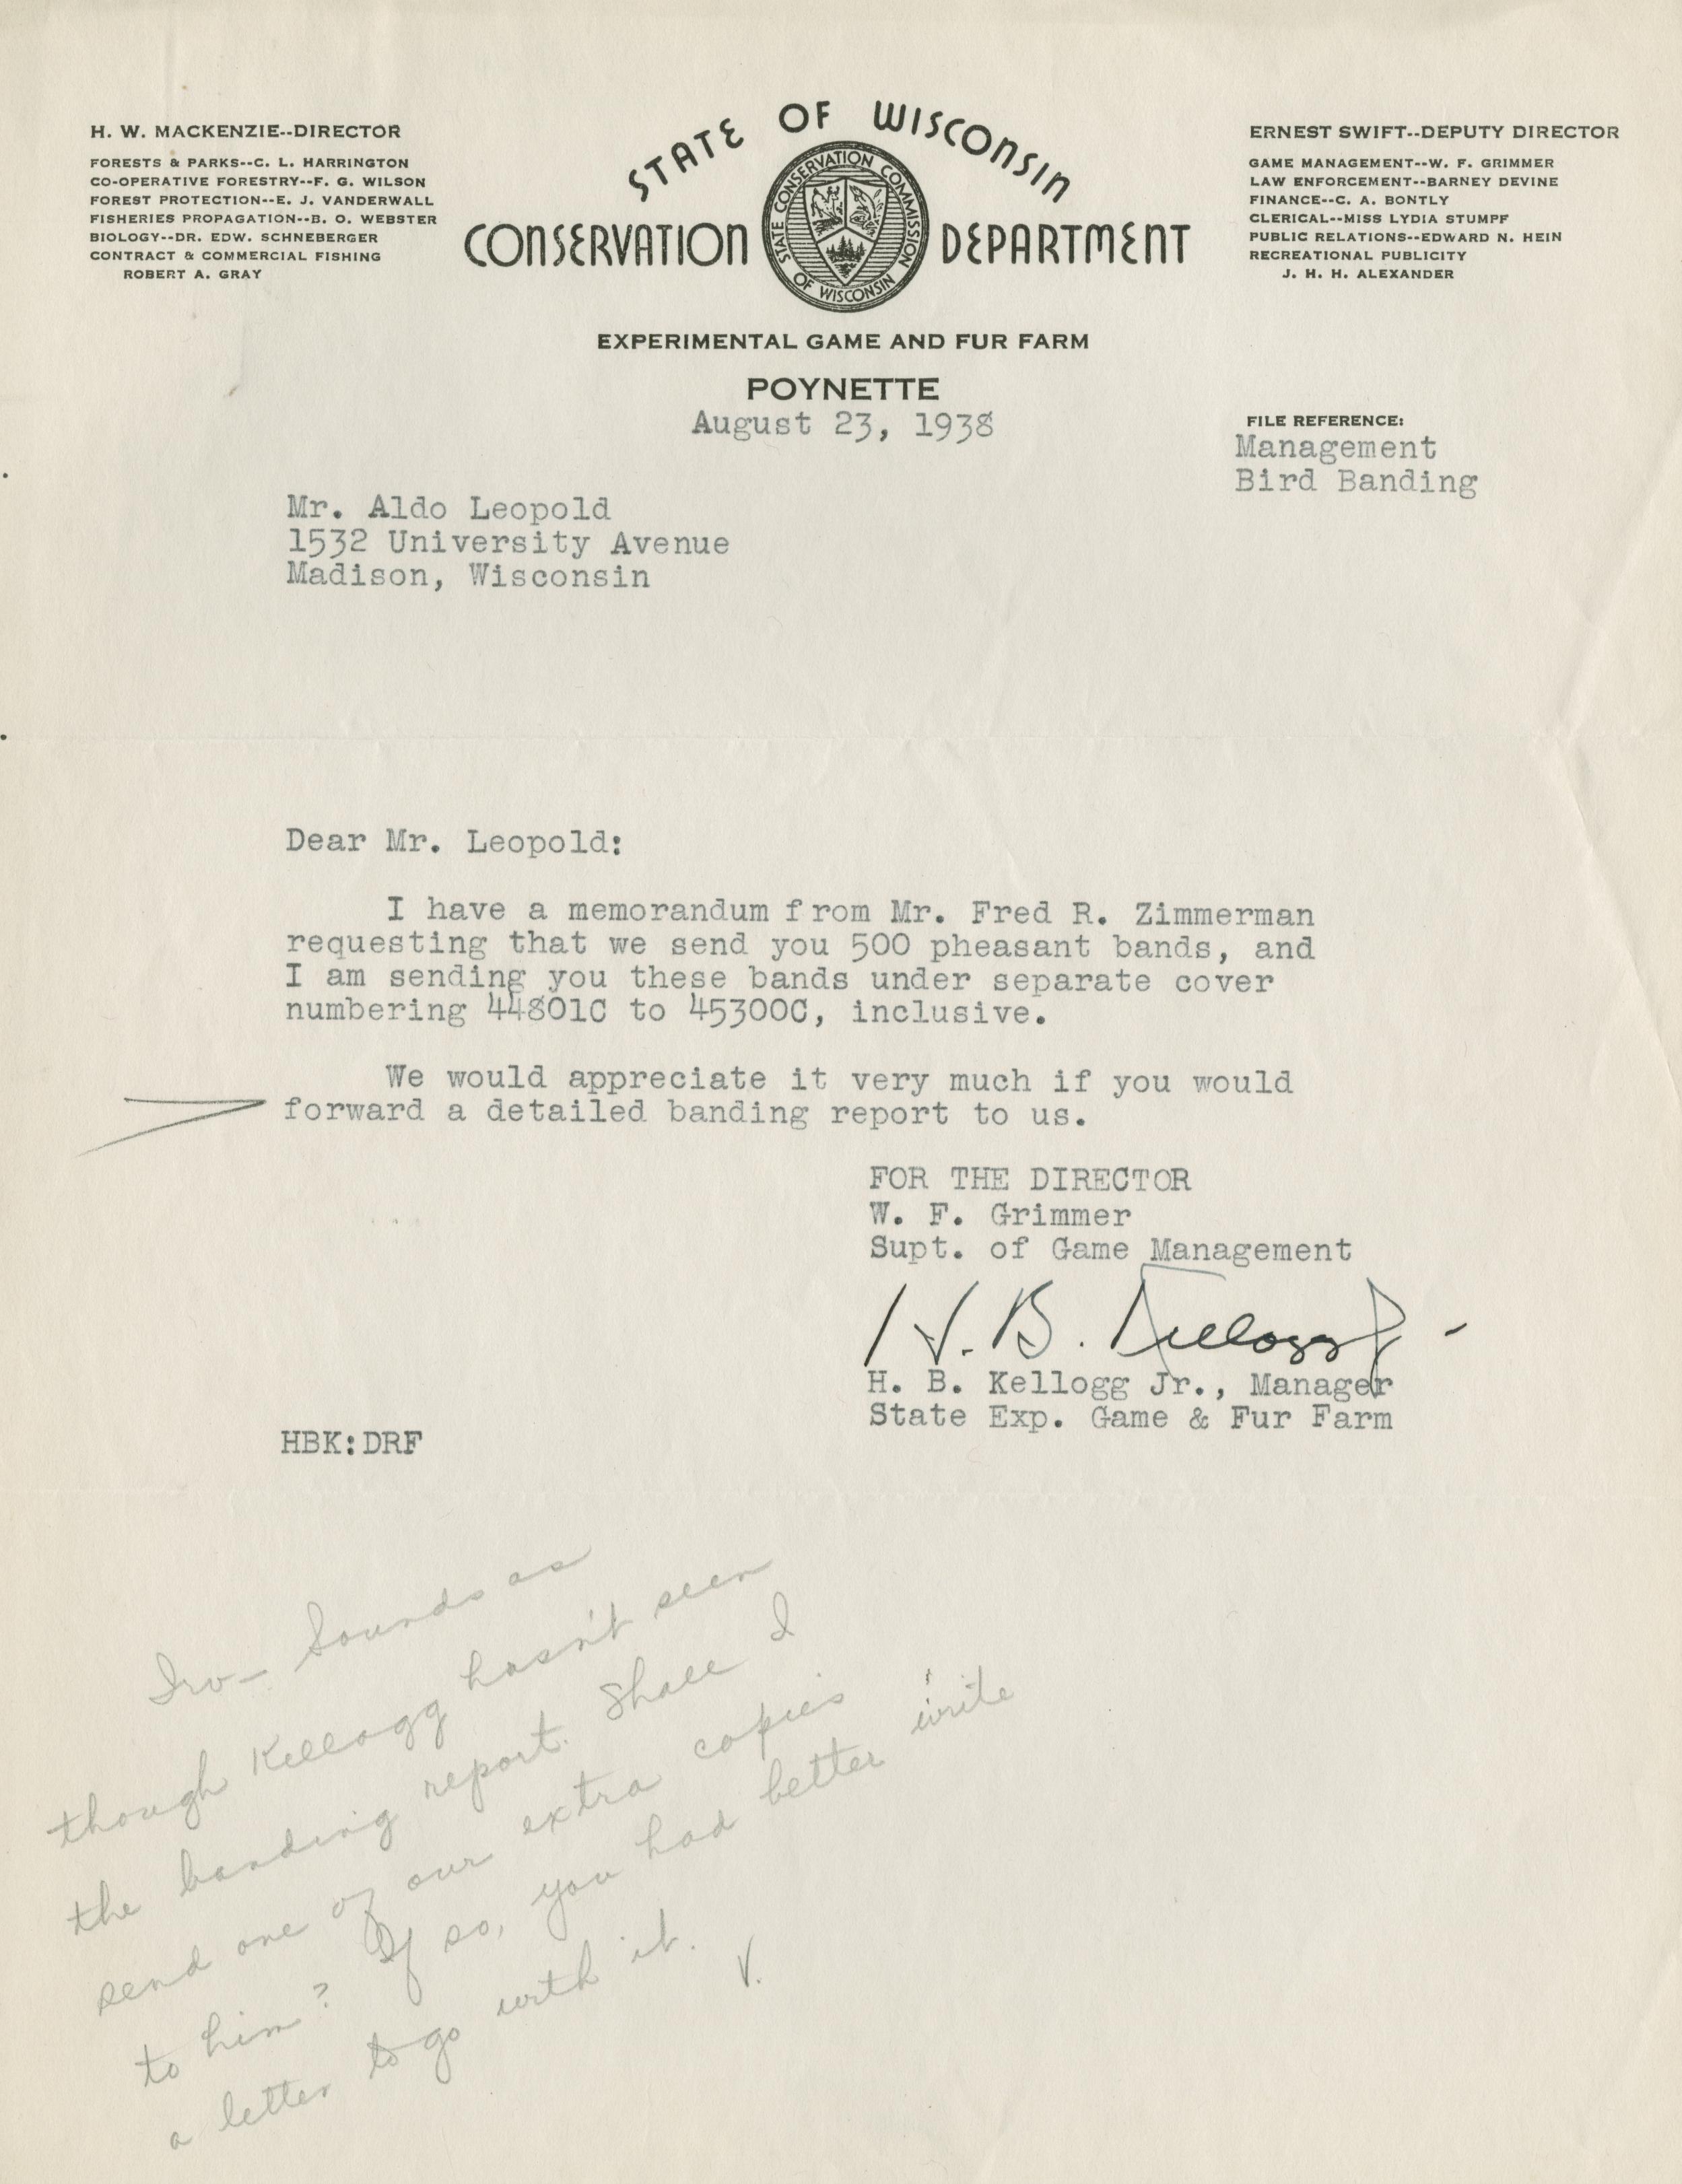 H. W. MACKENZIE--DIRECTOR
FORESTS & PARKS--C. L. HARRINGTON
CO-OPERATIVE FORESTRY--F. G. WILSON
FOREST PROTECTION--E. J. VANDERWALL
FISHERIES PROPAGATION--B. O. WEBSTER
BIOLOGY--DR. EDW. SCHNEBERGER
CONTRACT & COMMERCIAL FISHING
ROBERT A. GRAY
STATE OF WISCONSIN
CONSERVATION DEPARTMENT
STATE CONSERVATION COMMISSION
OF WISCONSIN
ERNEST SWIFT--DEPUTY DIRECTOR
GAME MANAGEMENT--W. F. GRIMMER
LAW ENFORCEMENT--BARNEY DEVINE
FINANCE--C. A. BONTLY
CLERICAL--MISS LYDIA STUMPF
PUBLIC RELATIONS--EDWARD N. HEIN
RECREATIONAL PUBLICITY
J. H. H. ALEXANDER
EXPERIMENTAL GAME AND FUR FARM
POYNETTE
August 23, 1938
FILE REFERENCE:
Management
Bird Banding
Mr. Aldo Leopold
1532 University Avenue
Madison, Wisconsin
Dear Mr. Leopold:
I have a memorandum from Mr. Fred R. Zimmerman
requesting that we send you 500 pheasant bands, and
I am sending you these bands under separate cover
numbering 44801C to 45300C, inclusive.
We would appreciate it very much if you would
forward a detailed banding report to us.
FOR THE DIRECTOR
W. F. Grimmer
Supt. of Game Management
H. B. Kellogg Jr.
H. B. Kellogg Jr., Manager
State Exp. Game & Fur Farm
HBK:DRF
Irv- Sounds as
though Kellogg hasn't seen
the banding report. Shall I
send one of our extra copies
to him? If so, you had better write
a letter to go with it. V.